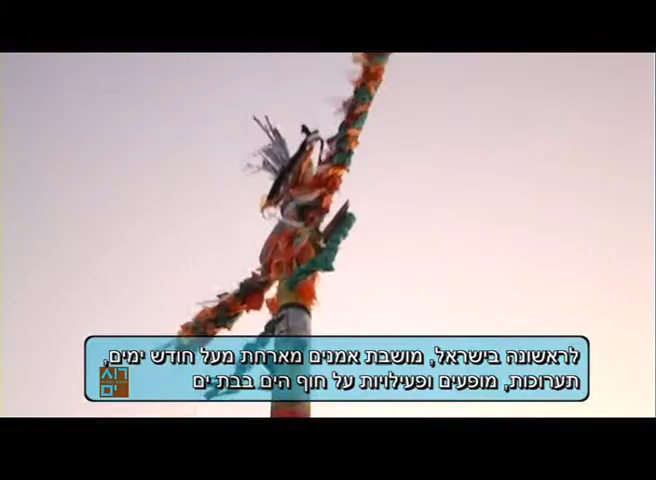 לראשונה בישראל, מושבת אמנים מארחת מעל חודש ימים,
תערוכות, מופעים ופעילויות על חוף הים בבת ים